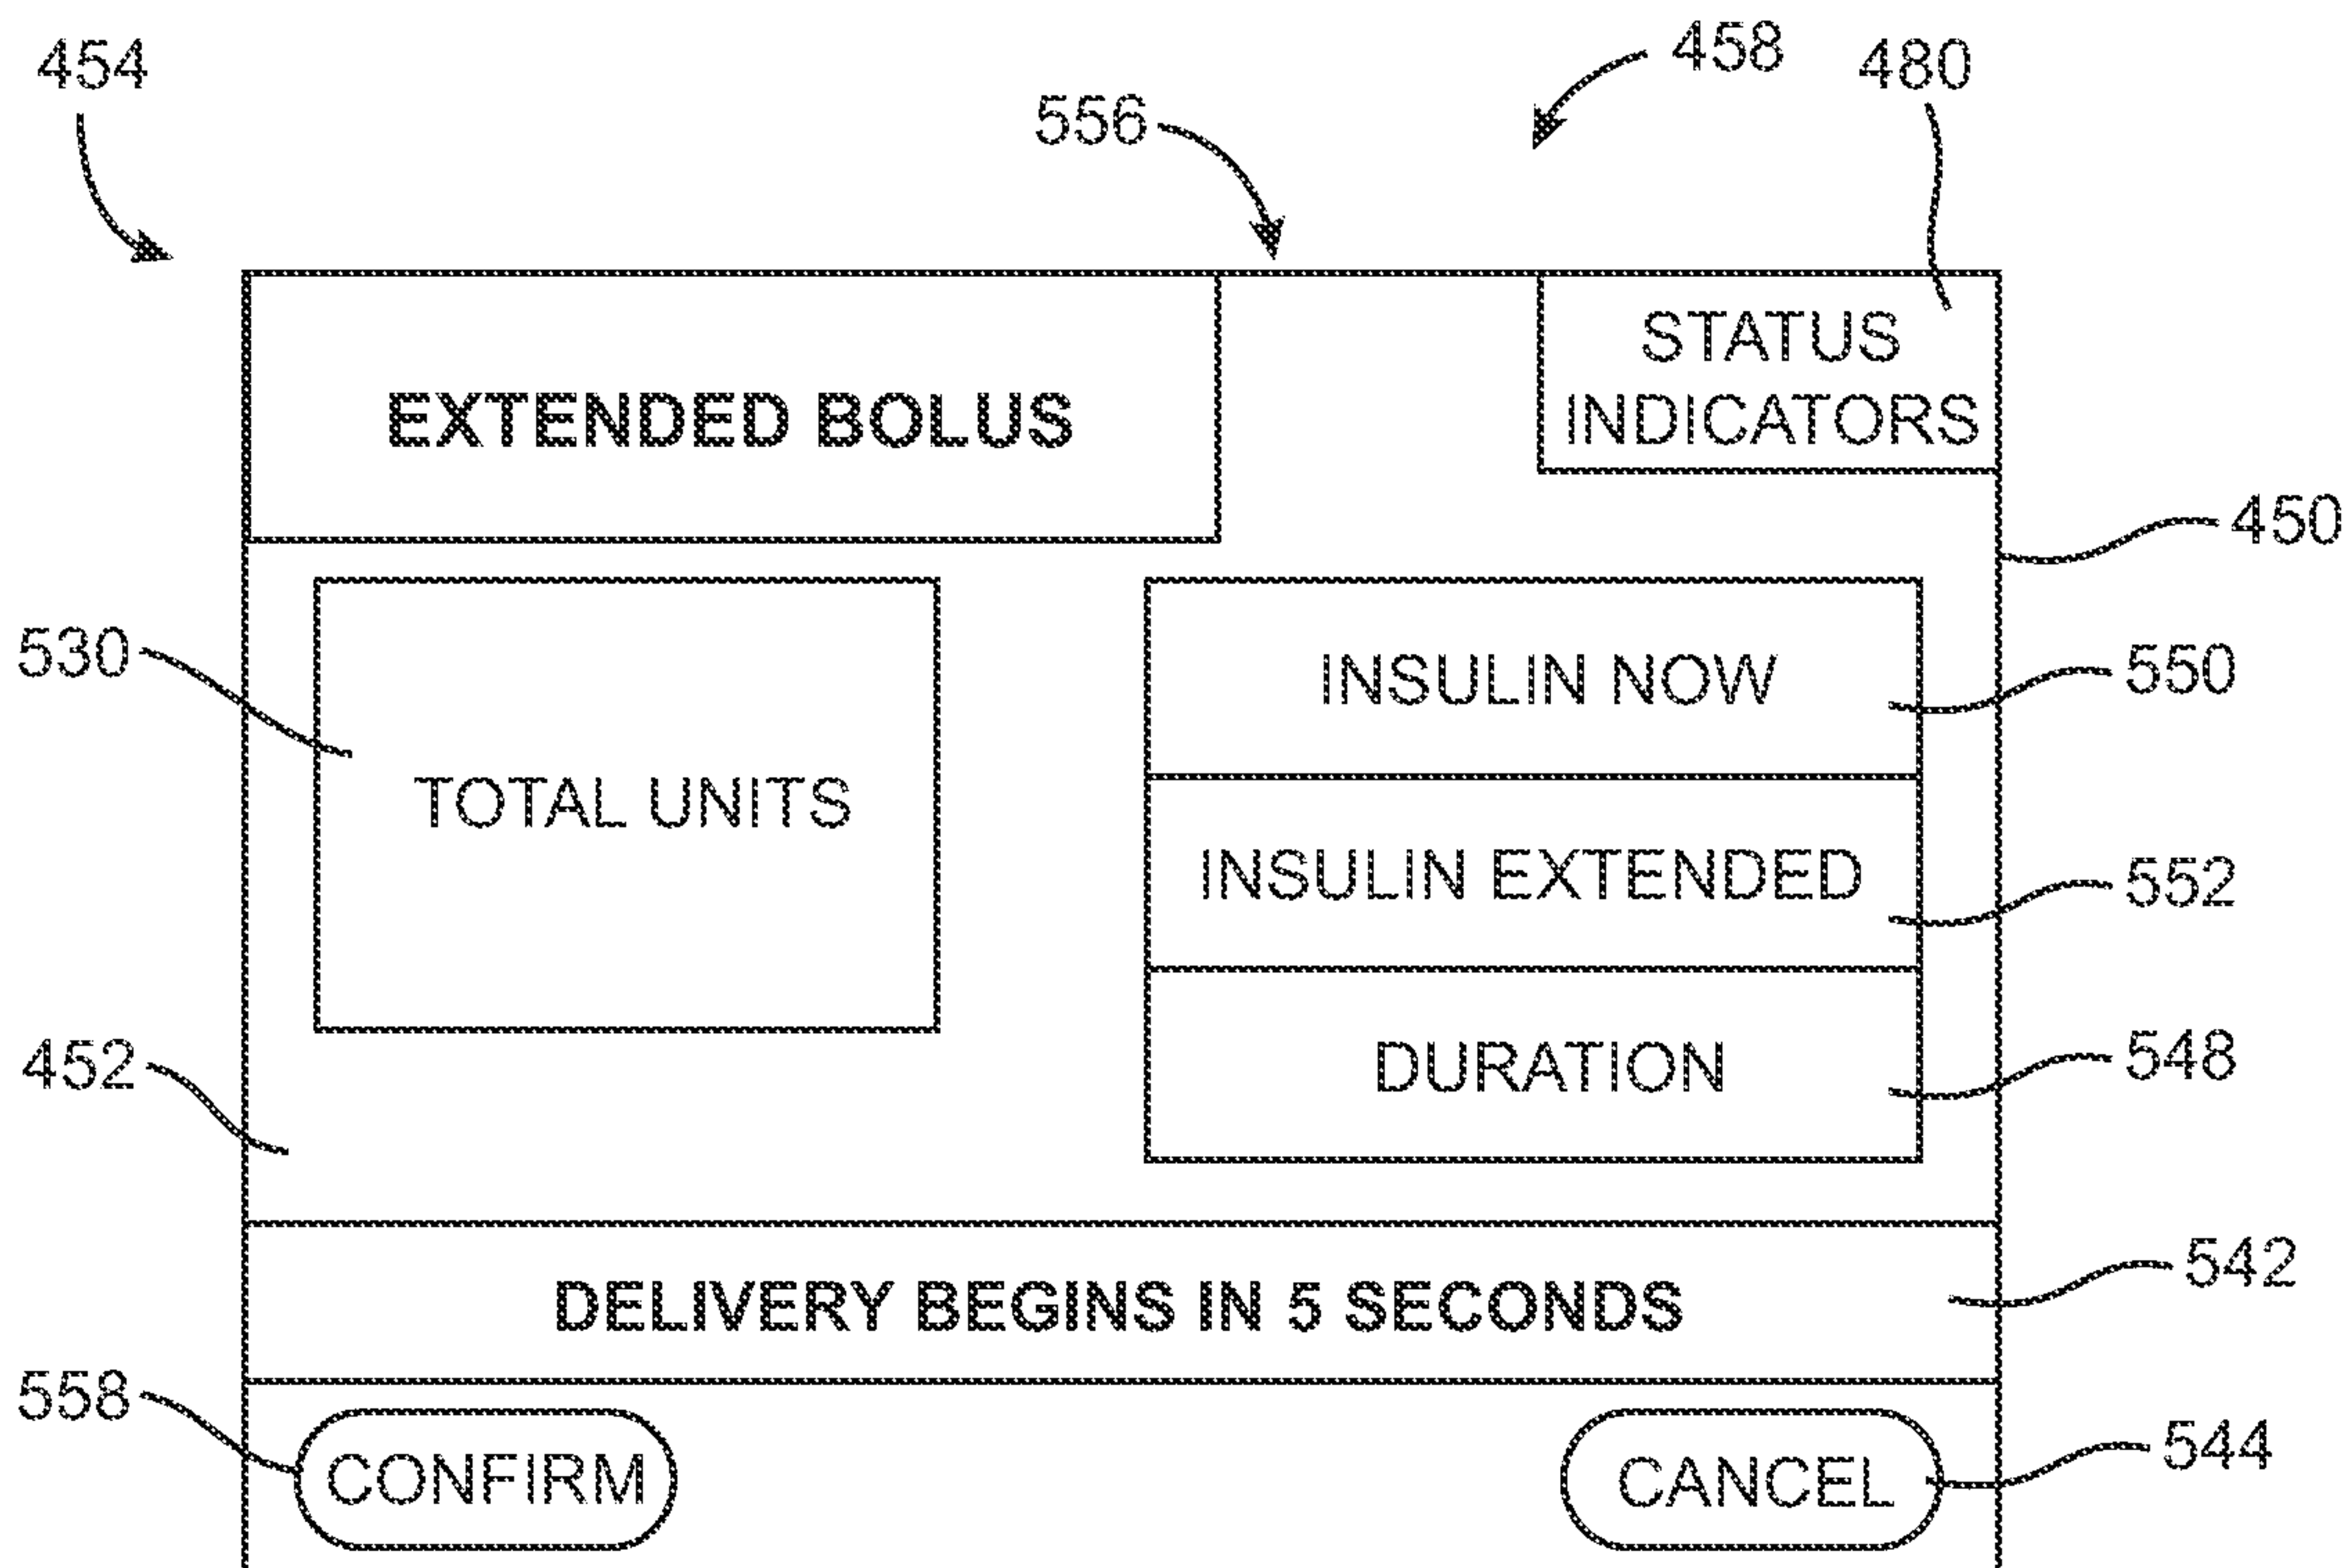 454
556
458
480
EXTENDED BOLUS
STATUS
INDICATORS
450
530
TOTAL UNITS
INSULIN NOW
550
INSULIN EXTENDED
552
452
DURATION
548
DELIVERY BEGINS IN 5 SECONDS
542
558
CONFIRM
CANCEL
544